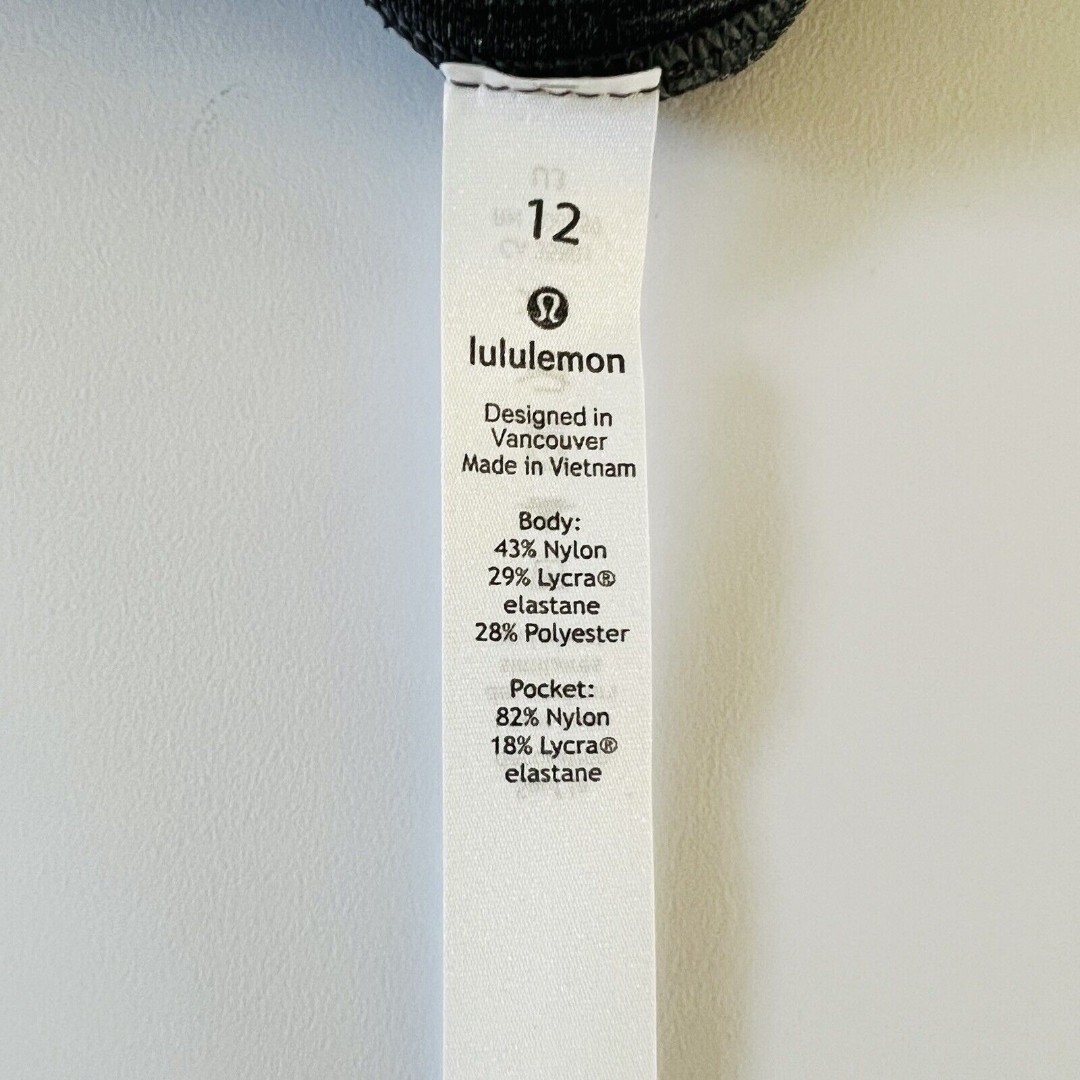 12
lululemon
Designed in
Vancouver
Made in Vietnam
Body:
43% Nylon
29% Lycra®
elastane
28% Polyester
Pocket:
82% Nylon
18% Lycra®
elastane